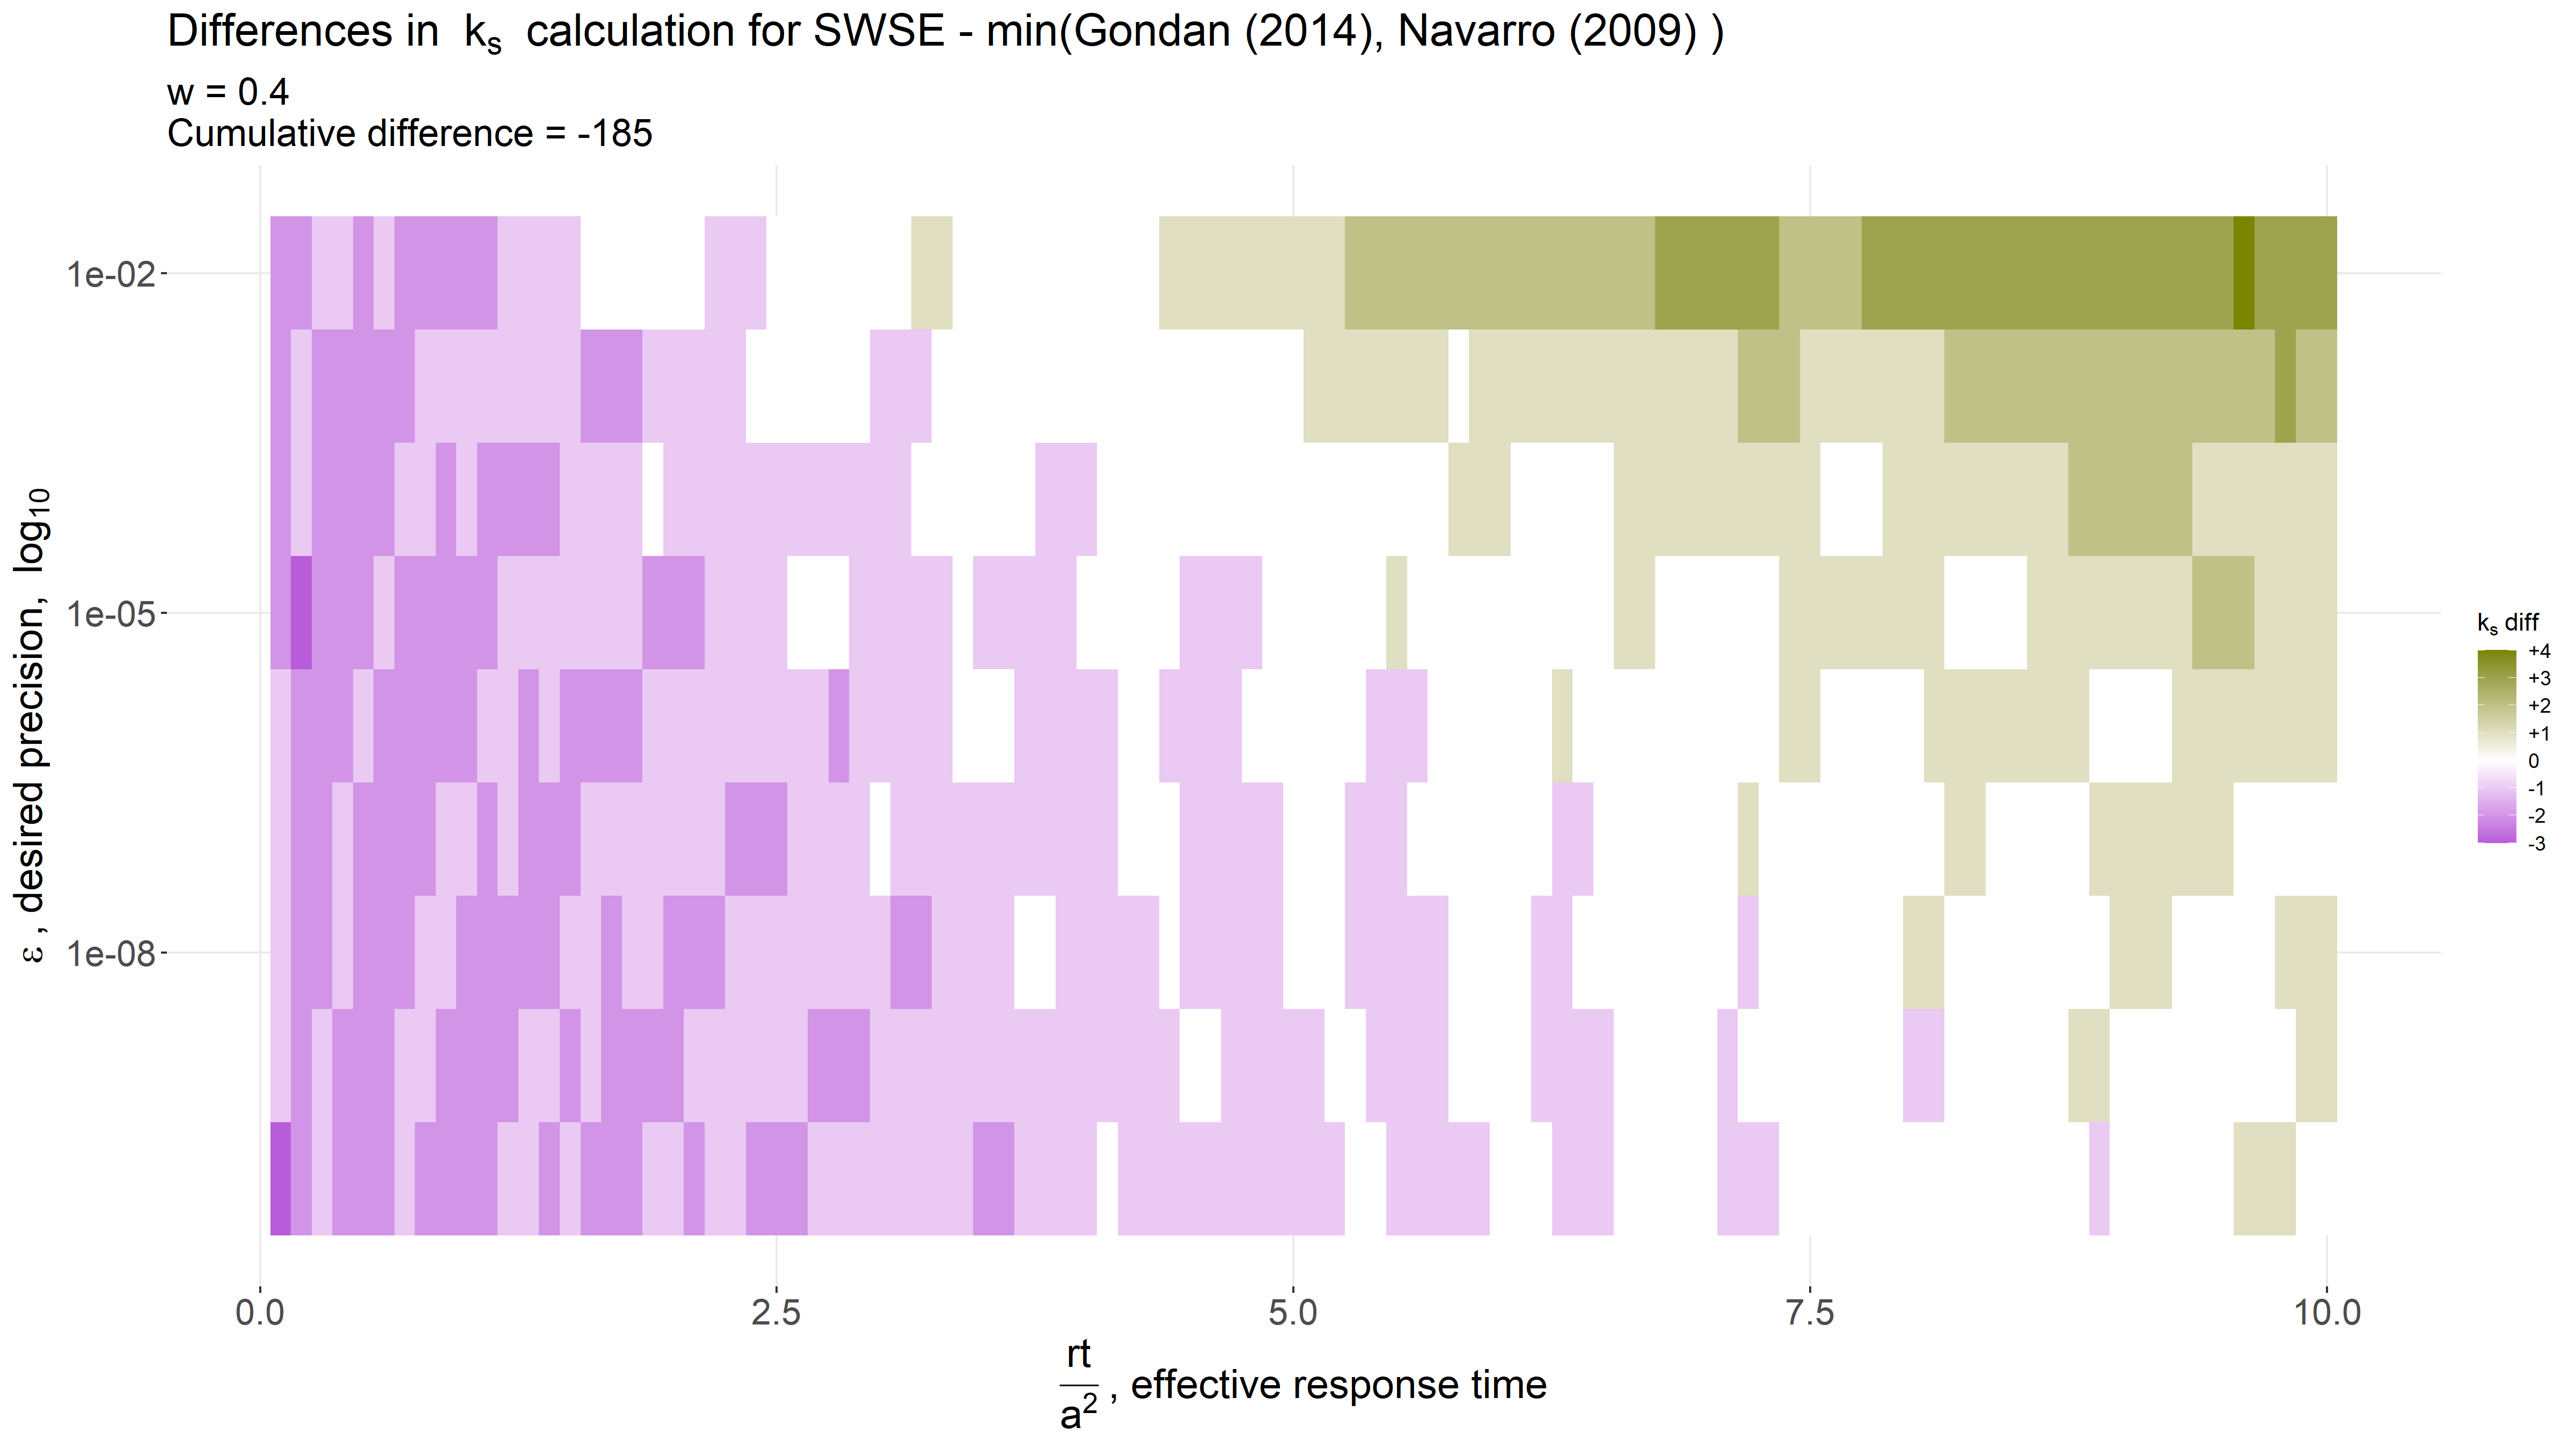 Differences in ks calculation for SWSE - min(Gondan (2014), Navarro (2009) )
w = 0.4
Cumulative difference = -185
ε , desired precision, log10
1e-02
1e-05
1e-08
0.0 2.5 5.0 7.5 10.0
rt
a2 , effective response time
ks diff
+4
+3
+2
+1
0
-1
-2
-3